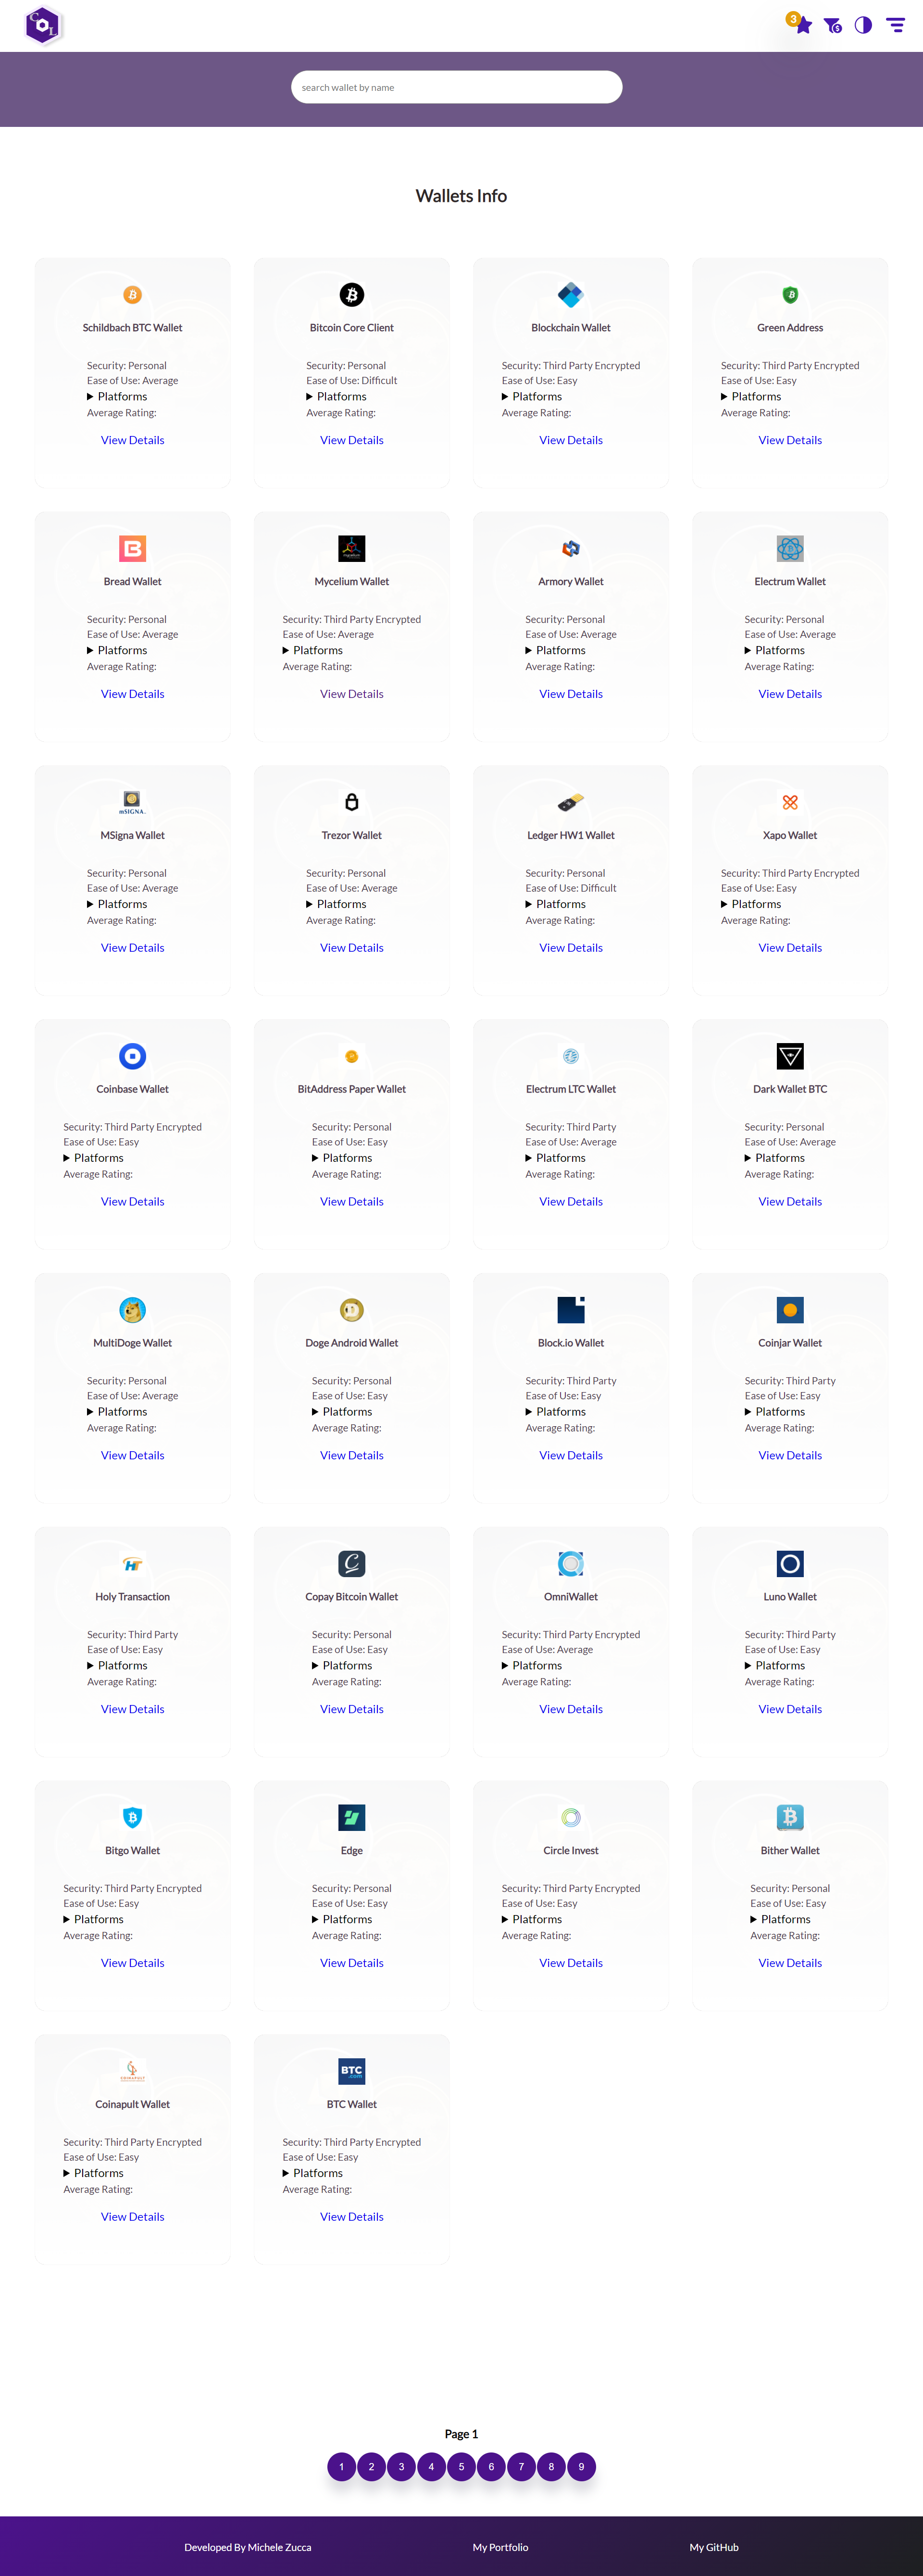 COL
3
search wallet by name
Wallets Info
Schildbach BTC Wallet
Security: Personal
Ease of Use: Average
Platforms
Average Rating:
View Details
Bitcoin Core Client
Security: Personal
Ease of Use: Difficult
Platforms
Average Rating:
View Details
Blockchain Wallet
Security: Third Party Encrypted
Ease of Use: Easy
Platforms
Average Rating:
View Details
Green Address
Security: Third Party Encrypted
Ease of Use: Easy
Platforms
Average Rating:
View Details
Bread Wallet
Security: Personal
Ease of Use: Average
Platforms
Average Rating:
View Details
Mycelium Wallet
Security: Third Party Encrypted
Ease of Use: Average
Platforms
Average Rating:
View Details
Armory Wallet
Security: Personal
Ease of Use: Average
Platforms
Average Rating:
View Details
Electrum Wallet
Security: Personal
Ease of Use: Average
Platforms
Average Rating:
View Details
mSIGNA
MSigna Wallet
Security: Personal
Ease of Use: Average
Platforms
Average Rating:
View Details
Trezor Wallet
Security: Personal
Ease of Use: Average
Platforms
Average Rating:
View Details
Ledger HW1 Wallet
Security: Personal
Ease of Use: Difficult
Platforms
Average Rating:
View Details
Xapo Wallet
Security: Third Party Encrypted
Ease of Use: Easy
Platforms
Average Rating:
View Details
Coinbase Wallet
Security: Third Party Encrypted
Ease of Use: Easy
Platforms
Average Rating:
View Details
BitAddress Paper Wallet
Security: Personal
Ease of Use: Easy
Platforms
Average Rating:
View Details
Electrum LTC Wallet
Security: Third Party
Ease of Use: Average
Platforms
Average Rating:
View Details
Dark Wallet BTC
Security: Personal
Ease of Use: Average
Platforms
Average Rating:
View Details
MultiDoge Wallet
Security: Personal
Ease of Use: Average
Platforms
Average Rating:
View Details
Doge Android Wallet
Security: Personal
Ease of Use: Easy
Platforms
Average Rating:
View Details
Block.io Wallet
Security: Third Party
Ease of Use: Easy
Platforms
Average Rating:
View Details
Coinjar Wallet
Security: Third Party
Ease of Use: Easy
Platforms
Average Rating:
View Details
HT
Holy Transaction
Security: Third Party
Ease of Use: Easy
Platforms
Average Rating:
View Details
Copay Bitcoin Wallet
Security: Personal
Ease of Use: Easy
Platforms
Average Rating:
View Details
OmniWallet
Security: Third Party Encrypted
Ease of Use: Average
Platforms
Average Rating:
View Details
Luno Wallet
Security: Third Party
Ease of Use: Easy
Platforms
Average Rating:
View Details
Bitgo Wallet
Security: Third Party Encrypted
Ease of Use: Easy
Platforms
Average Rating:
View Details
Edge
Security: Personal
Ease of Use: Easy
Platforms
Average Rating:
View Details
Circle Invest
Security: Third Party Encrypted
Ease of Use: Easy
Platforms
Average Rating:
View Details
Bither Wallet
Security: Personal
Ease of Use: Easy
Platforms
Average Rating:
View Details
COINAPULT
Coinapult Wallet
Security: Third Party Encrypted
Ease of Use: Easy
Platforms
Average Rating:
View Details
BTC
.com
BTC Wallet
Security: Third Party Encrypted
Ease of Use: Easy
Platforms
Average Rating:
View Details
Page 1
1 2 3 4 5 6 7 8 9
Developed By Michele Zucca
My Portfolio
My GitHub